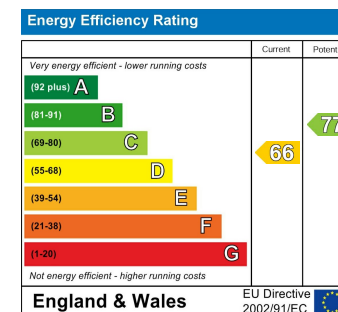 Energy Efficiency Rating
Current Potent
Very energy efficient - lower running costs
(92 plus) A
(81-91) B
77
(69-80) C
66
(55-68) D
(39-54) E
(21-38) F
(1-20) G
Not energy efficient - higher running costs
England & Wales
EU Directive
2002/91/EC